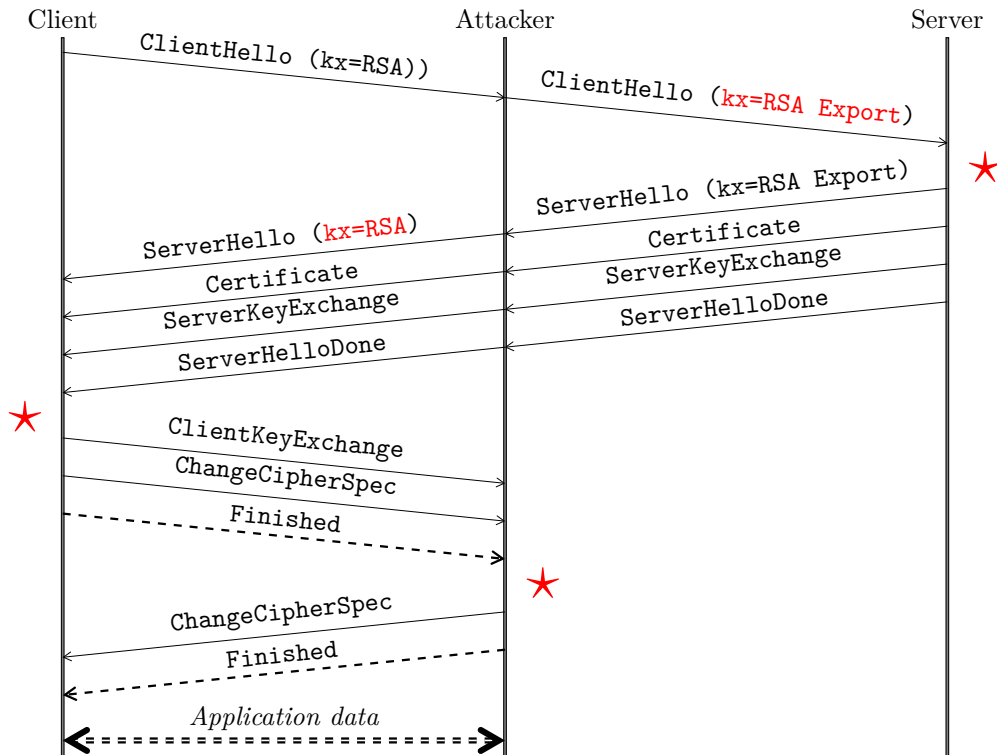 Client
Attacker
Server
ClientHello (kx=RSA))
ClientHello (kx=RSA Export)
ServerHello (kx=RSA Export)
ServerHello (kx=RSA)
Certificate
Certificate
ServerKeyExchange
ServerKeyExchange
ServerHelloDone
ServerHelloDone
ClientKeyExchange
ChangeCipherSpec
Finished
ChangeCipherSpec
Finished
Application data